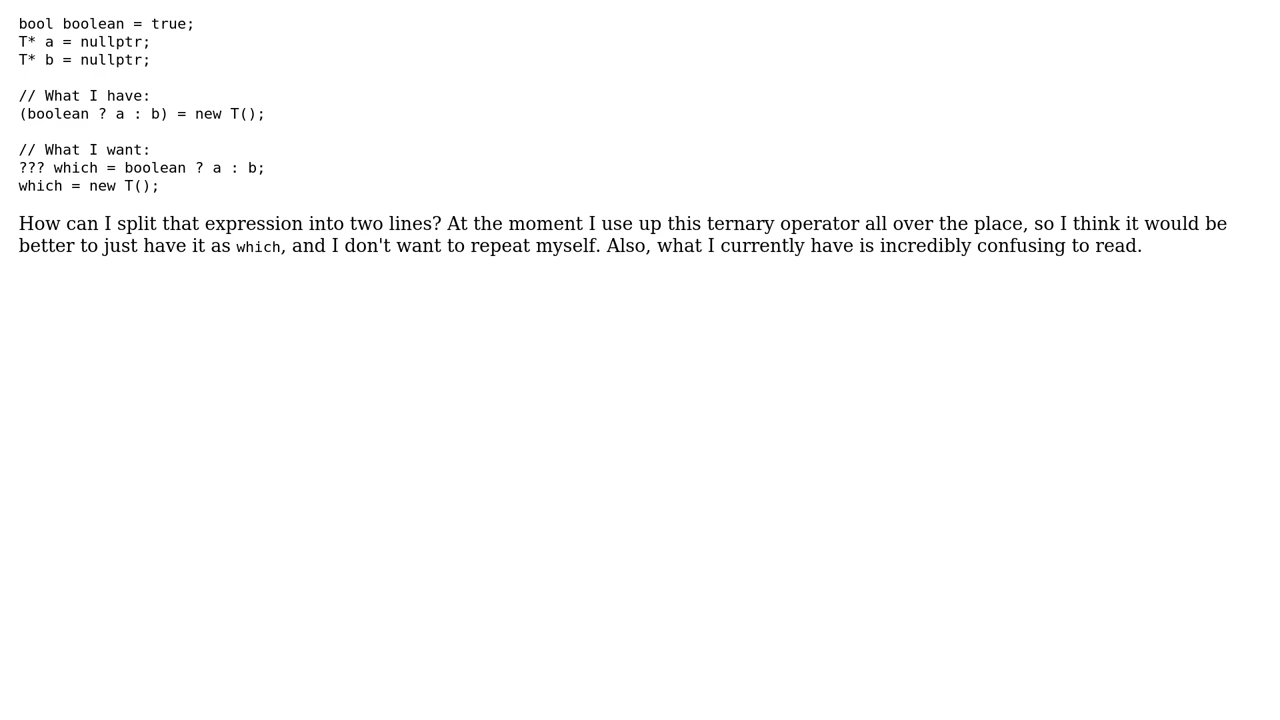 bool boolean = true;
T* a = nullptr;
T* b = nullptr;
// What I have:
(boolean ? a : b) = new T();
// What I want:
??? which = boolean ? a : b;
which = new T();
How can I split that expression into two lines? At the moment I use up this ternary operator all over the place, so I think it would be
better to just have it as which, and I don't want to repeat myself. Also, what I currently have is incredibly confusing to read.